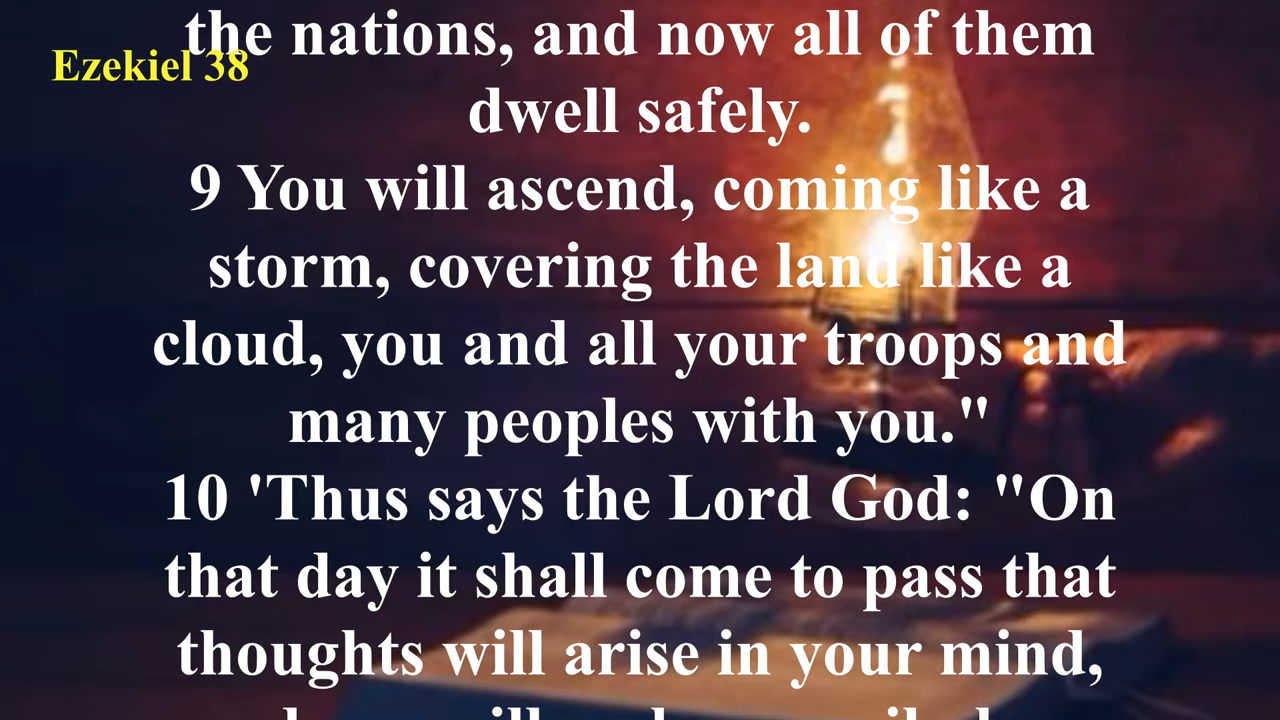 the nations, and now all of them
Ezekiel 38
dwell safely.
9 You will ascend, coming like a
storm, covering the land like a
cloud, you and all your troops and
many peoples with you."
10 'Thus says the Lord God: "On
that day it shall come to pass that
thoughts will arise in your mind,